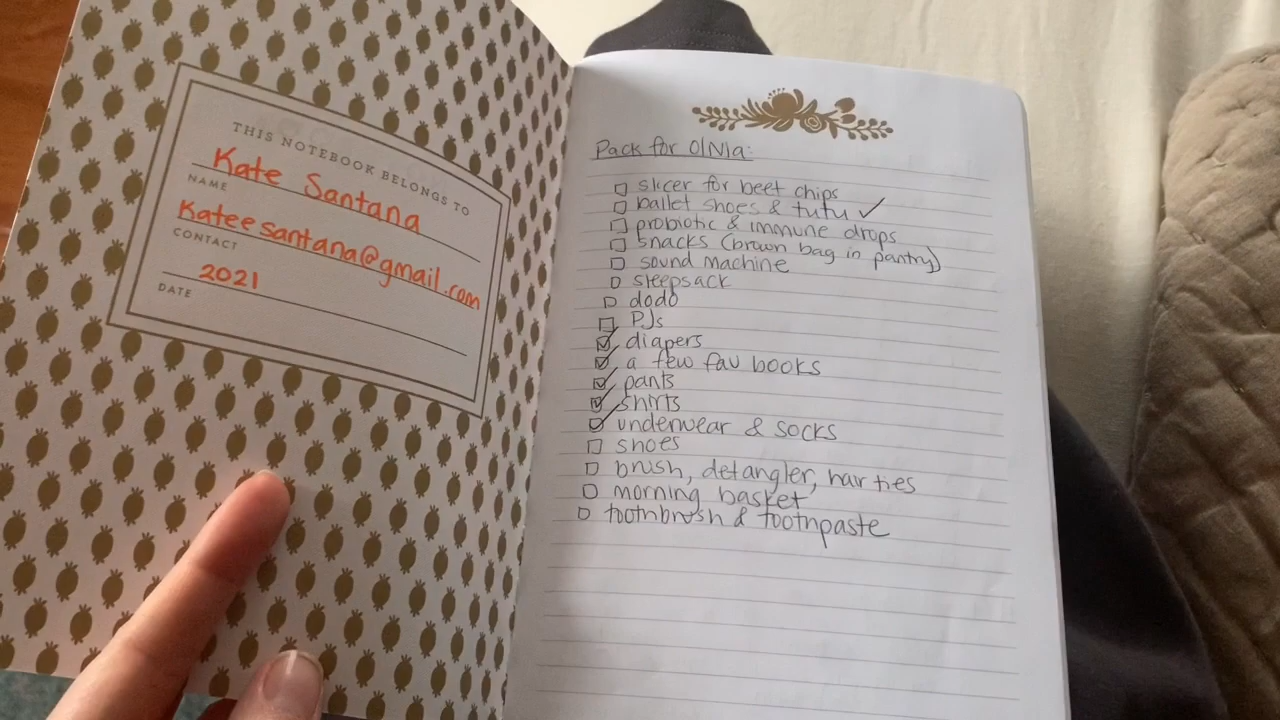 THIS NOTEBOOK BELONGS TO
Kate Santana
NAME
Kateesantana@gmail.com
CONTACT
2021
DATE
Pack for Olivia:
slicer for beet chips
ballet shoes & tutu ✓
probiotic & immune drops
snacks (brown bag in pantry)
sound machine
sleepsack
dodo
PJs
diapers
a few fav books
pants
shirts
underwear & socks
shoes
brush, detangler, hair ties
morning basket
toothbrush & toothpaste